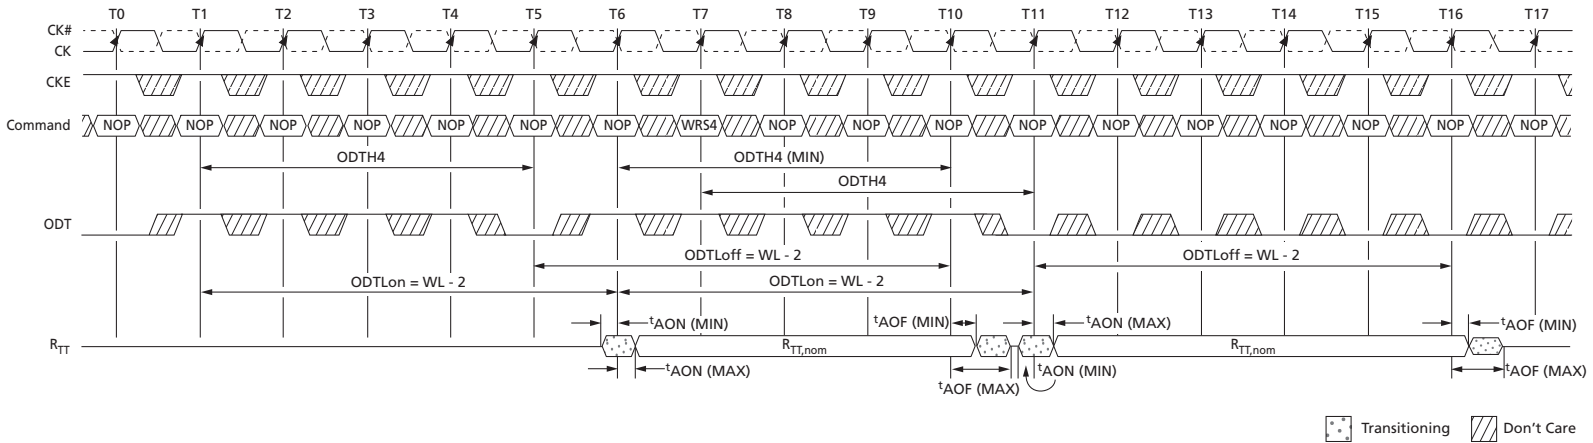 T0 T1 T2 T3 T4 T5 T6 T7 T8 T9 T10 T11 T12 T13 T14 T15 T16 T17
CK#
CK
CKE
Command NOP NOP NOP NOP NOP NOP NOP WRS4 NOP NOP NOP NOP NOP NOP NOP NOP NOP NOP
ODTH4 ODTH4 (MIN)
ODTH4
ODT
ODTLoff = WL - 2 ODTLoff = WL - 2
ODTLon = WL - 2 ODTLon = WL - 2
tAON (MIN) tAOF (MIN) tAON (MAX) tAOF (MIN)
RTT RTT,nom RTT,nom
tAON (MAX) tAON (MIN) tAOF (MAX)
tAOF (MAX)
Transitioning Don't Care